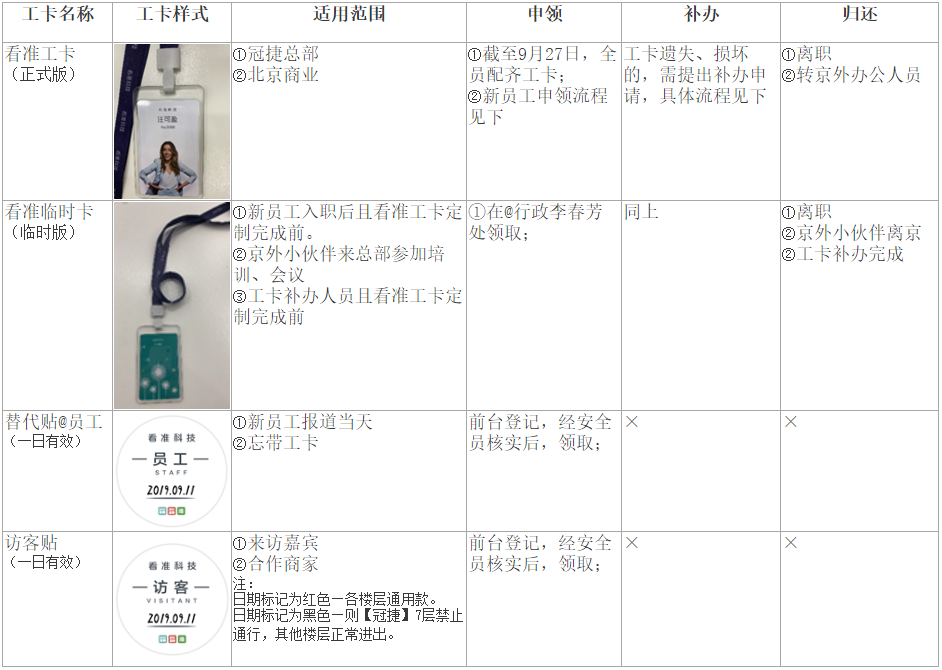 工卡名称 工卡样式 适用范围 申领 补办 归还
看准工卡
（正式版）
看准科技
汪可盈
①冠捷总部
②北京商业
①截至9月27日，全
员配齐工卡；
②新员工申领流程
见下
工卡遗失、损坏
的，需提出补办申
请，具体流程见下
①离职
②转京外办公人员
看准临时卡
（临时版）
①新员工入职后且看准工卡定
制完成前。
②京外小伙伴来总部参加培
训、会议
③工卡补办人员且看准工卡定
制完成前
①在@行政李春芳
处领取；
同上
①离职
②京外小伙伴离京
②工卡补办完成
替代贴@员工
（一日有效）
看准科技
员工
STAFF
2019.09.11
①新员工报道当天
②忘带工卡
前台登记，经安全
员核实后，领取；
×
×
访客贴
（一日有效）
看准科技
访客
VISITANT
2019.09.11
①来访嘉宾
②合作商家
注：
日期标记为红色—各楼层通用款。
日期标记为黑色—则【冠捷】7层禁止
通行，其他楼层正常进出。
前台登记，经安全
员核实后，领取；
×
×